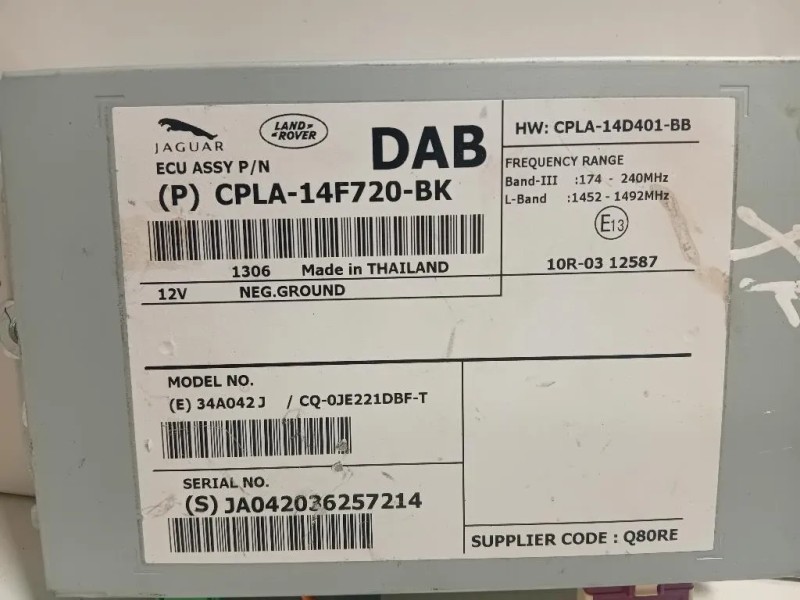 JAGUAR
LAND ROVER
DAB
ECU ASSY P/N
(P) CPLA-14F720-BK
1306 Made in THAILAND
12V NEG.GROUND
HW: CPLA-14D401-BB
FREQUENCY RANGE
Band-III :174 - 240MHz
L-Band :1452 - 1492MHz
E13
10R-03 12587
MODEL NO.
(E) 34A042J / CQ-0JE221DBF-T
SERIAL NO.
(S) JA042036257214
SUPPLIER CODE : Q80RE